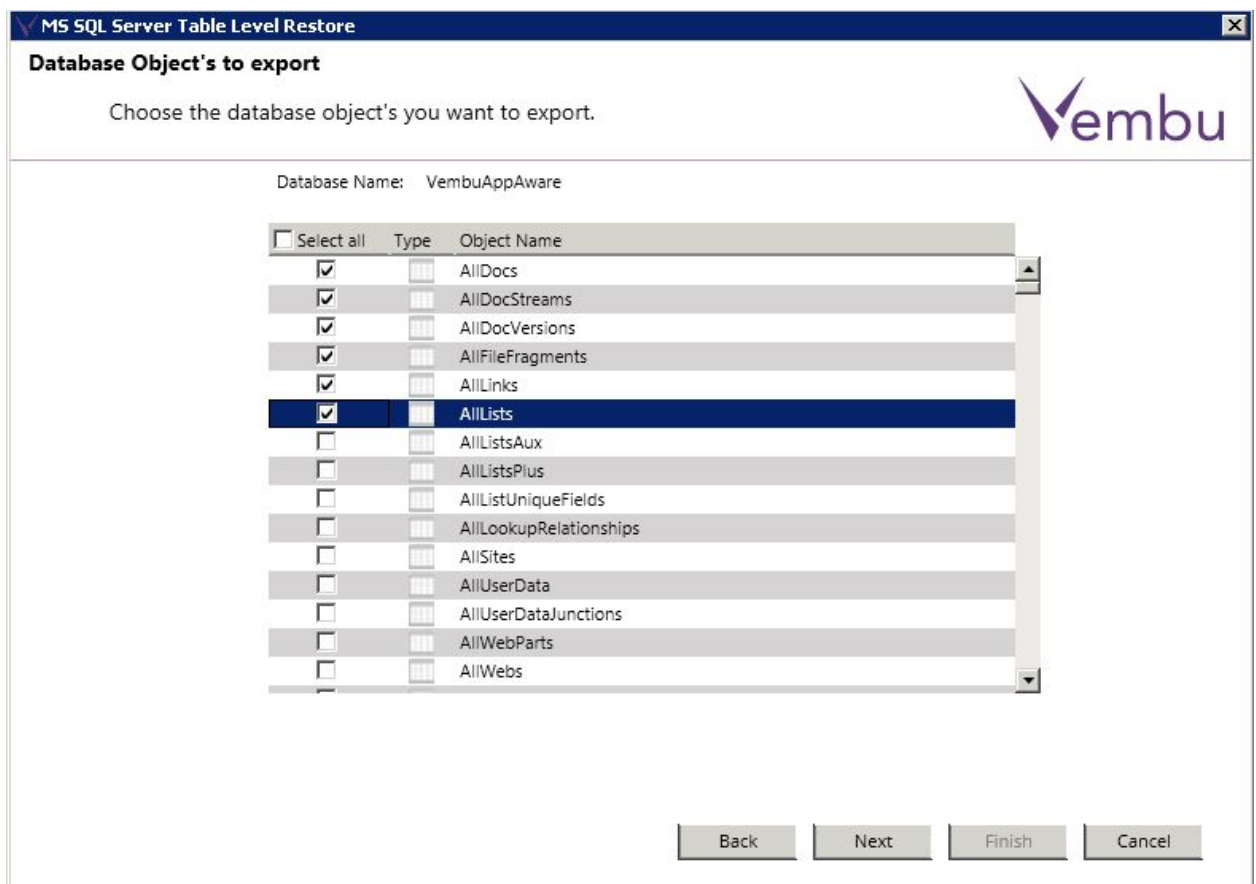 MS SQL Server Table Level Restore
Database Object's to export
Choose the database object's you want to export.
Vembu
Database Name: VembuAppAware
Select all Type Object Name
AllDocs
AllDocStreams
AllDocVersions
AllFileFragments
AllLinks
AllLists
AllListsAux
AllListsPlus
AllListUniqueFields
AllLookupRelationships
AllSites
AllUserData
AllUserDataJunctions
AllWebParts
AllWebs
Back Next Finish Cancel